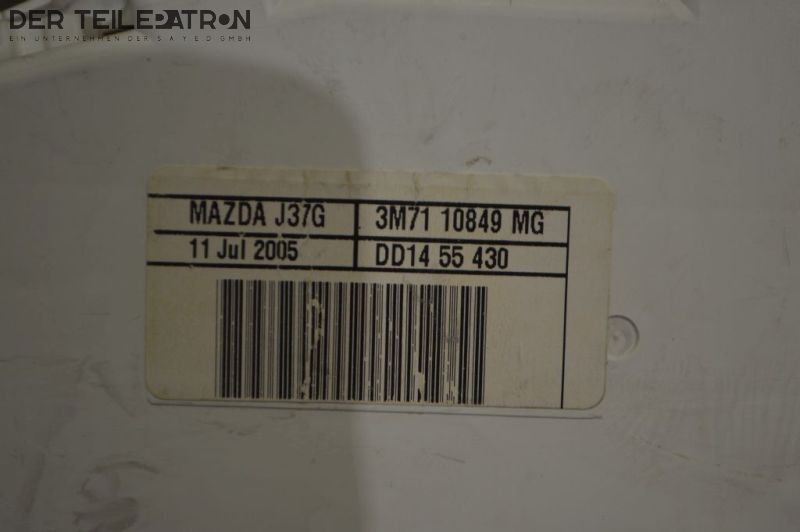 DER TEILEPATRON
EIN UNTERNEHMEN DER S A Y E D GMBH
MAZDA J37G 3M71 10849 MG
11 Jul 2005 DD14 55 430